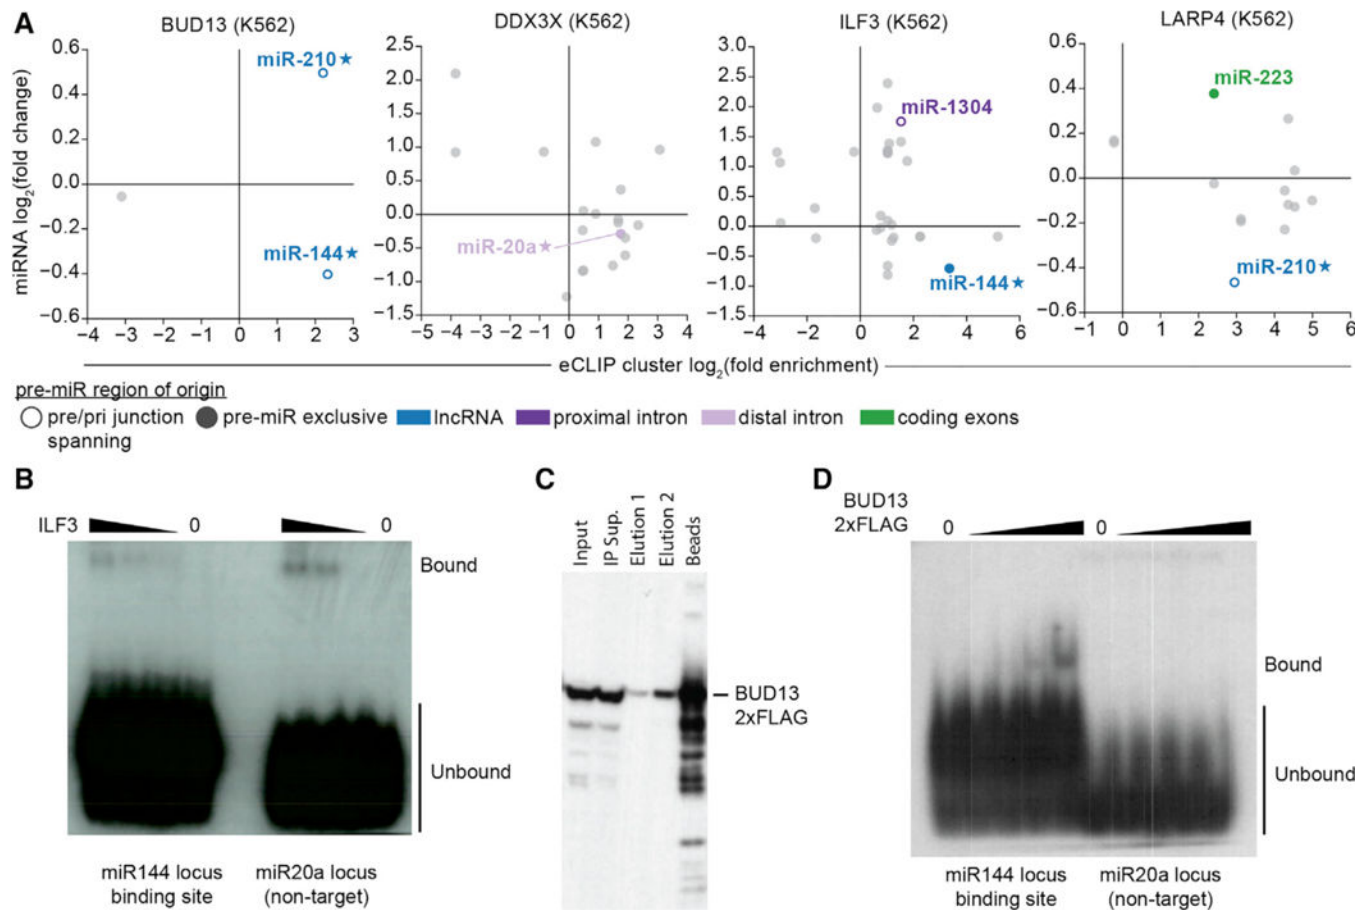 A
BUD13 (K562)
DDX3X (K562)
ILF3 (K562)
LARP4 (K562)
miRNA log2(fold change)
0.6
0.4
0.2
0.0
−0.2
−0.4
−0.6
−4 −3 −2 −1 0 1 2 3
miR-210★
miR-144★
2.5
2.0
1.5
1.0
0.5
0.0
−0.5
−1.0
−1.5
−5 −4 −3 −2 −1 0 1 2 3 4
miR-20a★
3.0
2.5
2.0
1.5
1.0
0.5
0.0
−0.5
−1.0
−1.5
−4 −2 0 2 4 6
miR-1304
miR-144★
0.6
0.4
0.2
0.0
−0.2
−0.4
−0.6
−1 0 1 2 3 4 5 6
miR-223
miR-210★
eCLIP cluster log2(fold enrichment)
pre-miR region of origin
pre/pri junction
spanning
pre-miR exclusive
lncRNA
proximal intron
distal intron
coding exons
B
ILF3
0
0
Bound
Unbound
miR144 locus
binding site
miR20a locus
(non-target)
C
Input
IP Sup.
Elution 1
Elution 2
Beads
BUD13
2xFLAG
D
BUD13
2xFLAG
0
0
Bound
Unbound
miR144 locus
binding site
miR20a locus
(non-target)